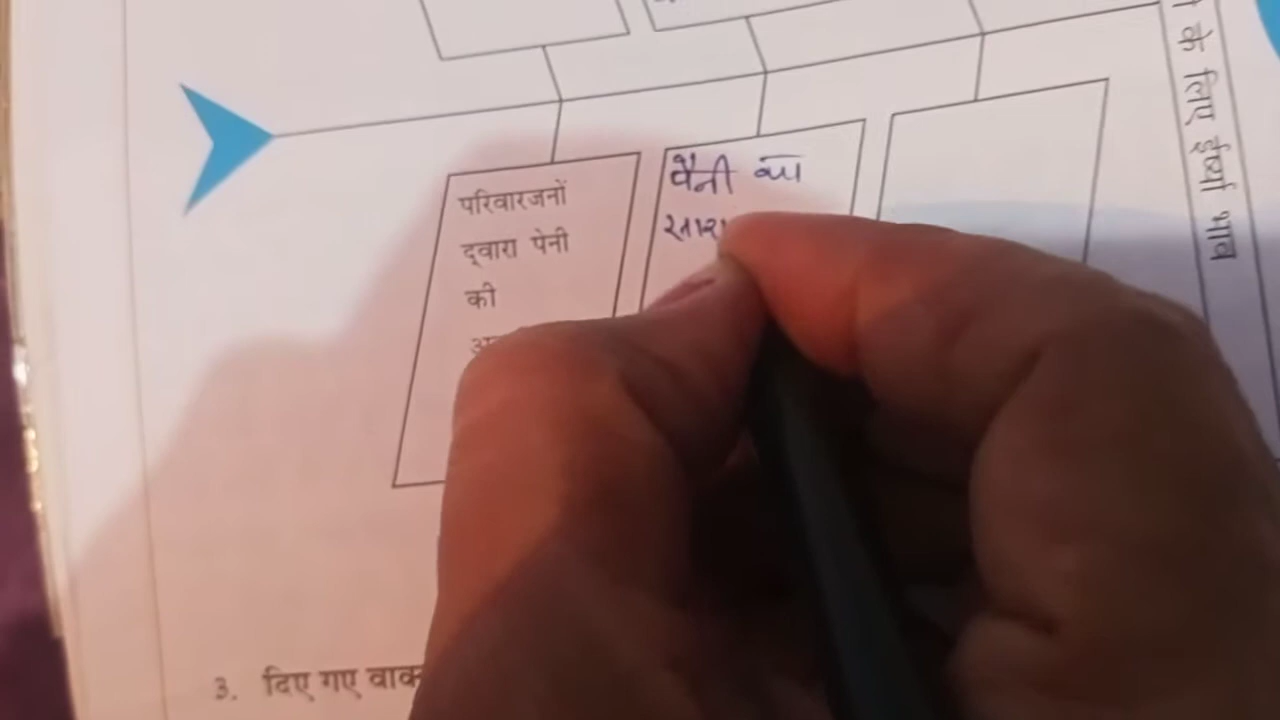 के लिए ईर्ष्या भाव
परिवारजनों
द्वारा पेनी
की
पैनी का
3. दिए गए